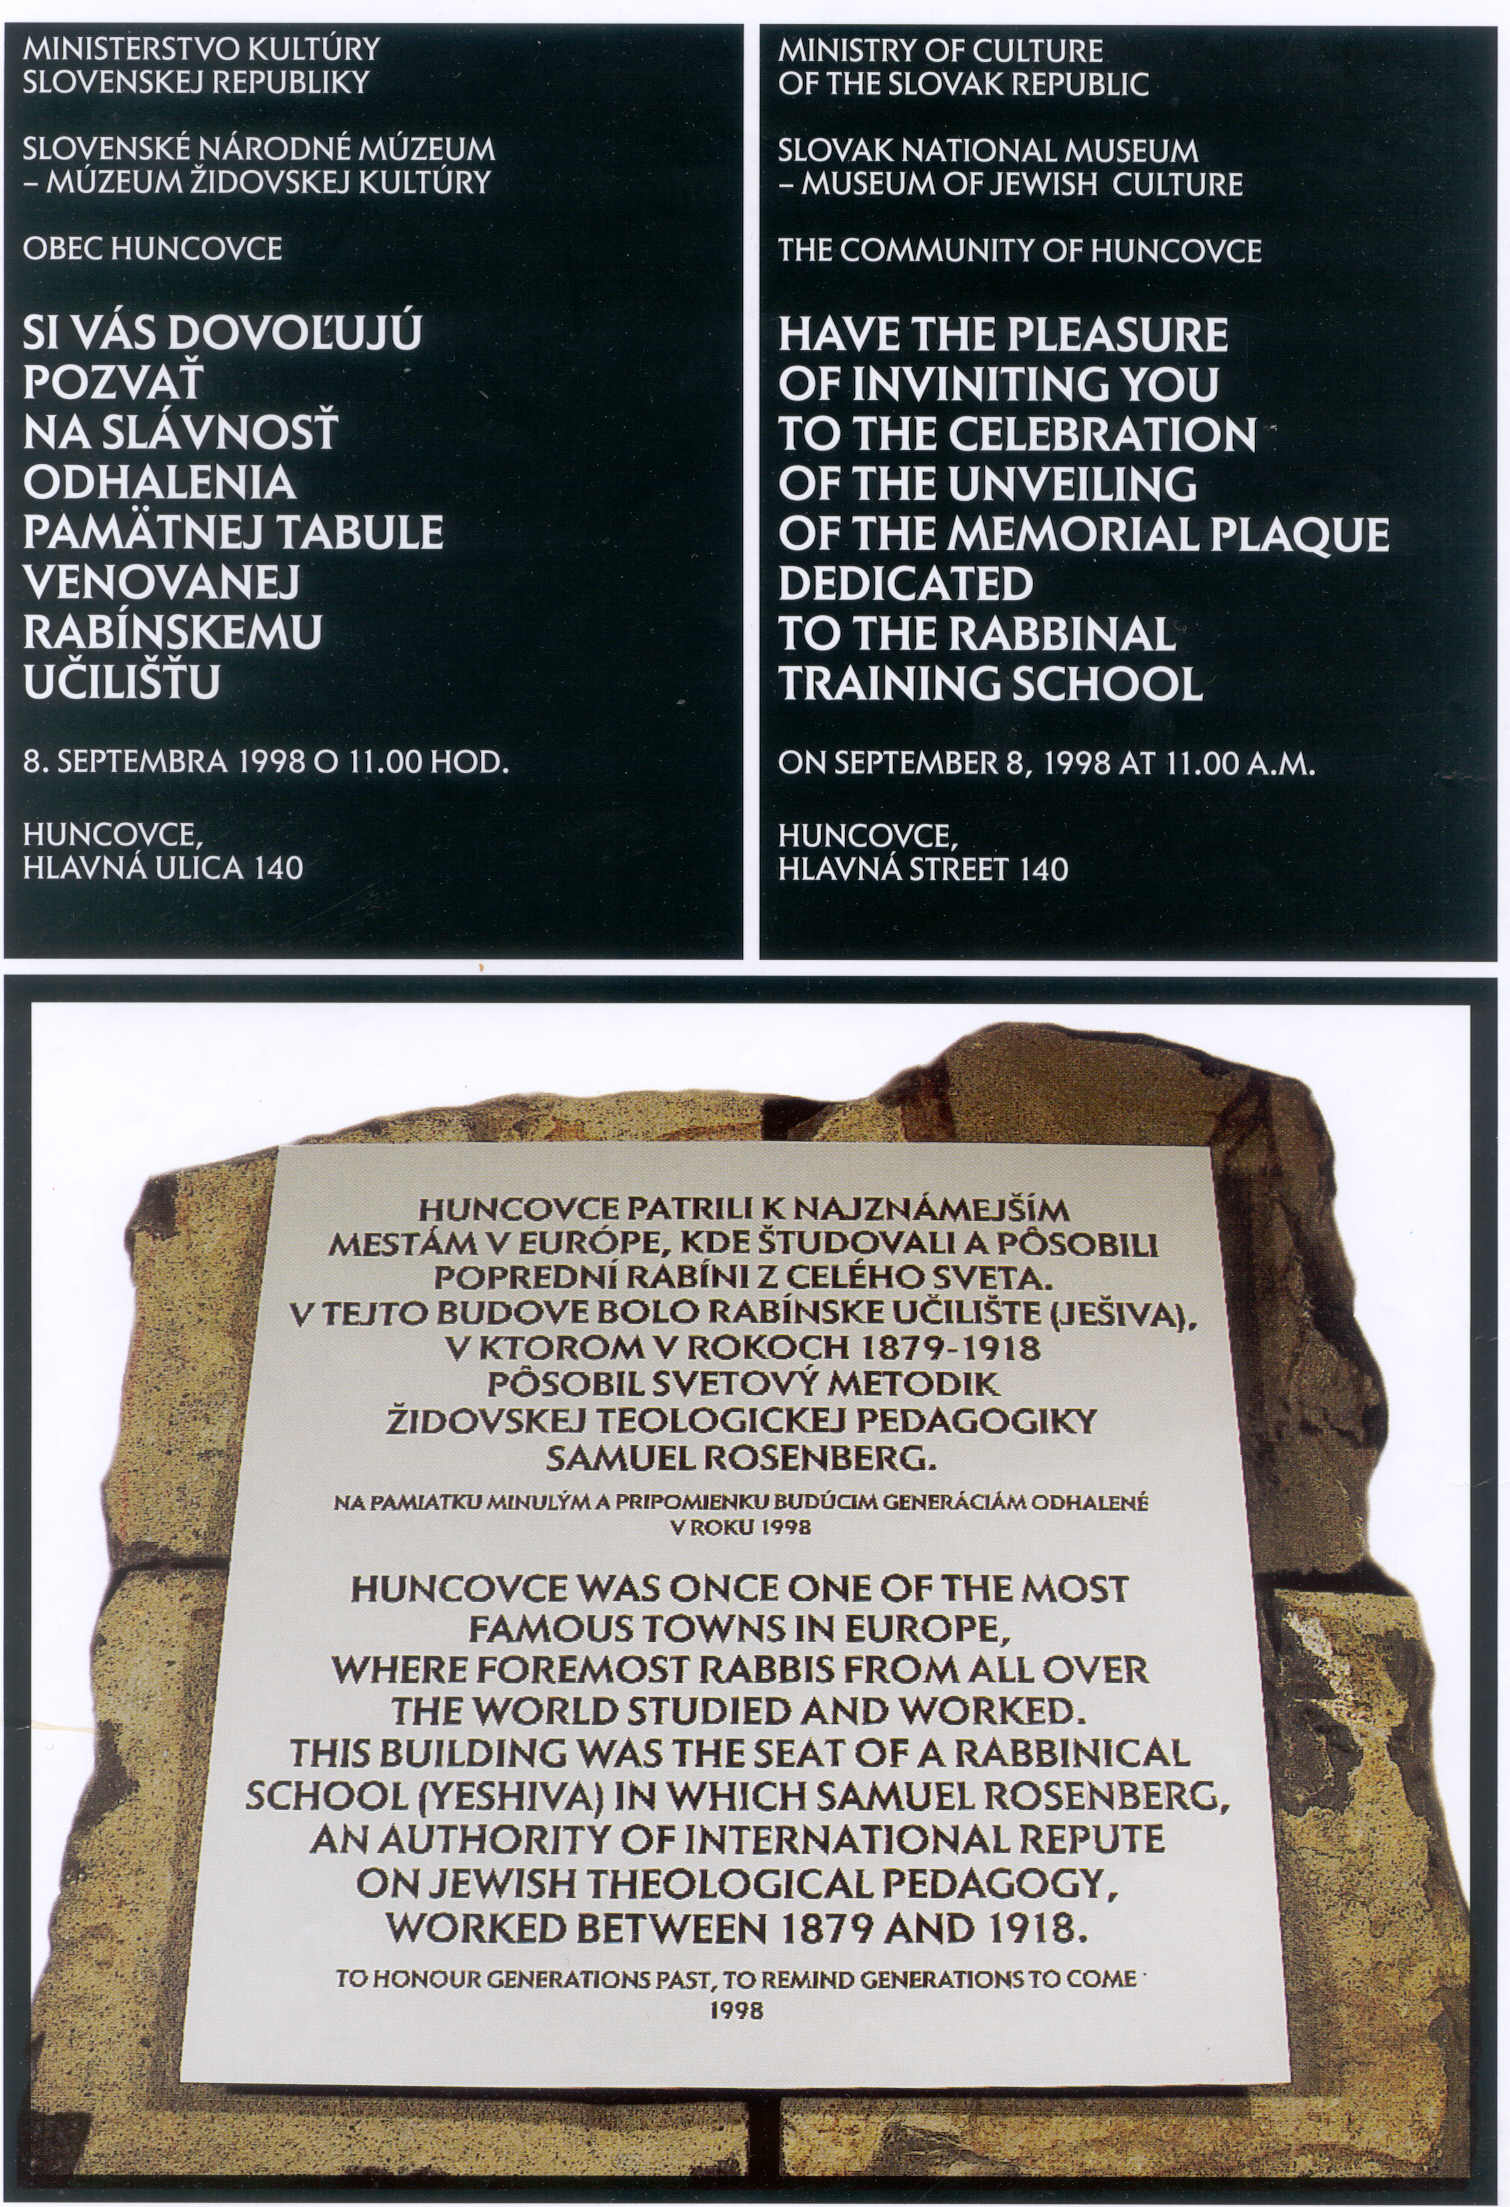 MINISTERSTVO KULTÚRY
SLOVENSKEJ REPUBLIKY
SLOVENSKÉ NÁRODNÉ MÚZEUM
– MÚZEUM ŽIDOVSKEJ KULTÚRY
OBEC HUNCOVCE
SI VÁS DOVOĽUJÚ
POZVAŤ
NA SLÁVNOSŤ
ODHALENIA
PAMÄTNEJ TABULE
VENOVANEJ
RABÍNSKEMU
UČILIŠŤU
8. SEPTEMBRA 1998 O 11.00 HOD.
HUNCOVCE,
HLAVNÁ ULICA 140
MINISTRY OF CULTURE
OF THE SLOVAK REPUBLIC
SLOVAK NATIONAL MUSEUM
– MUSEUM OF JEWISH CULTURE
THE COMMUNITY OF HUNCOVCE
HAVE THE PLEASURE
OF INVINITING YOU
TO THE CELEBRATION
OF THE UNVEILING
OF THE MEMORIAL PLAQUE
DEDICATED
TO THE RABBINAL
TRAINING SCHOOL
ON SEPTEMBER 8, 1998 AT 11.00 A.M.
HUNCOVCE,
HLAVNÁ STREET 140
HUNCOVCE PATRILI K NAJZNÁMEJŠÍM
MESTÁM V EURÓPE, KDE ŠTUDOVALI A PÔSOBILI
POPREDNÍ RABÍNI Z CELÉHO SVETA.
V TEJTO BUDOVE BOLO RABÍNSKE UČILIŠTE (JEŠIVA),
V KTOROM V ROKOCH 1879-1918
PÔSOBIL SVETOVÝ METODIK
ŽIDOVSKEJ TEOLOGICKEJ PEDAGOGIKY
SAMUEL ROSENBERG.
NA PAMIATKU MINULÝM A PRIPOMIENKU BUDÚCIM GENERÁCIÁM ODHALENÉ
V ROKU 1998
HUNCOVCE WAS ONCE ONE OF THE MOST
FAMOUS TOWNS IN EUROPE,
WHERE FOREMOST RABBIS FROM ALL OVER
THE WORLD STUDIED AND WORKED.
THIS BUILDING WAS THE SEAT OF A RABBINICAL
SCHOOL (YESHIVA) IN WHICH SAMUEL ROSENBERG,
AN AUTHORITY OF INTERNATIONAL REPUTE
ON JEWISH THEOLOGICAL PEDAGOGY,
WORKED BETWEEN 1879 AND 1918.
TO HONOUR GENERATIONS PAST, TO REMIND GENERATIONS TO COME
1998